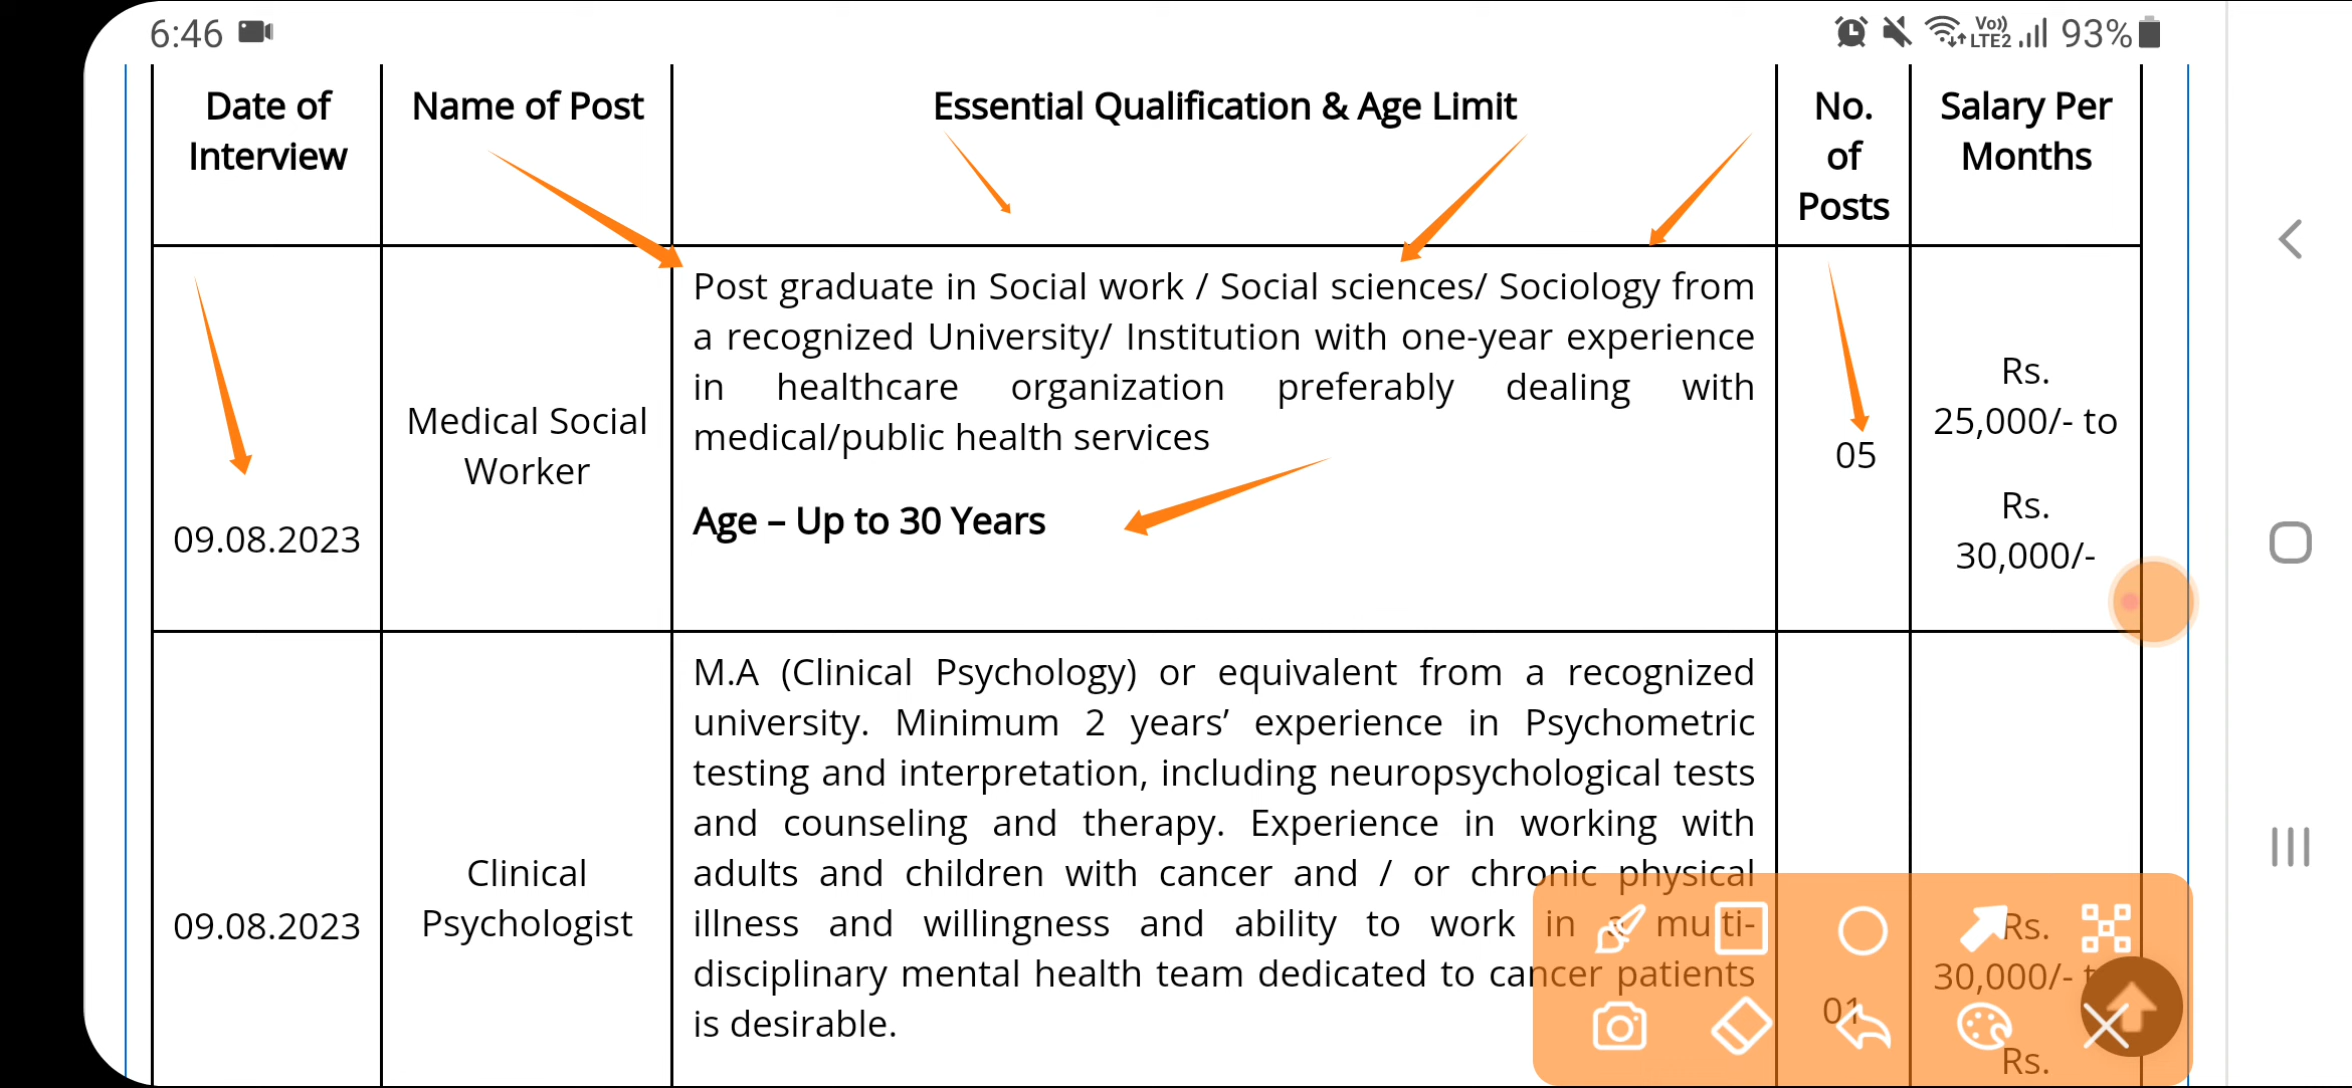 6:46
Vo)) LTE2 93%
Date of Interview
Name of Post
Essential Qualification & Age Limit
No. of Posts
Salary Per Months
09.08.2023
Medical Social
Worker
Post graduate in Social work / Social sciences/ Sociology from
a recognized University/ Institution with one-year experience
in healthcare organization preferably dealing with
medical/public health services
Age – Up to 30 Years
05
Rs.
25,000/- to
Rs.
30,000/-
09.08.2023
Clinical
Psychologist
M.A (Clinical Psychology) or equivalent from a recognized
university. Minimum 2 years’ experience in Psychometric
testing and interpretation, including neuropsychological tests
and counseling and therapy. Experience in working with
adults and children with cancer and / or chronic physical
illness and willingness and ability to work in a multi-
disciplinary mental health team dedicated to cancer patients
is desirable.
01
Rs.
30,000/-
Rs.